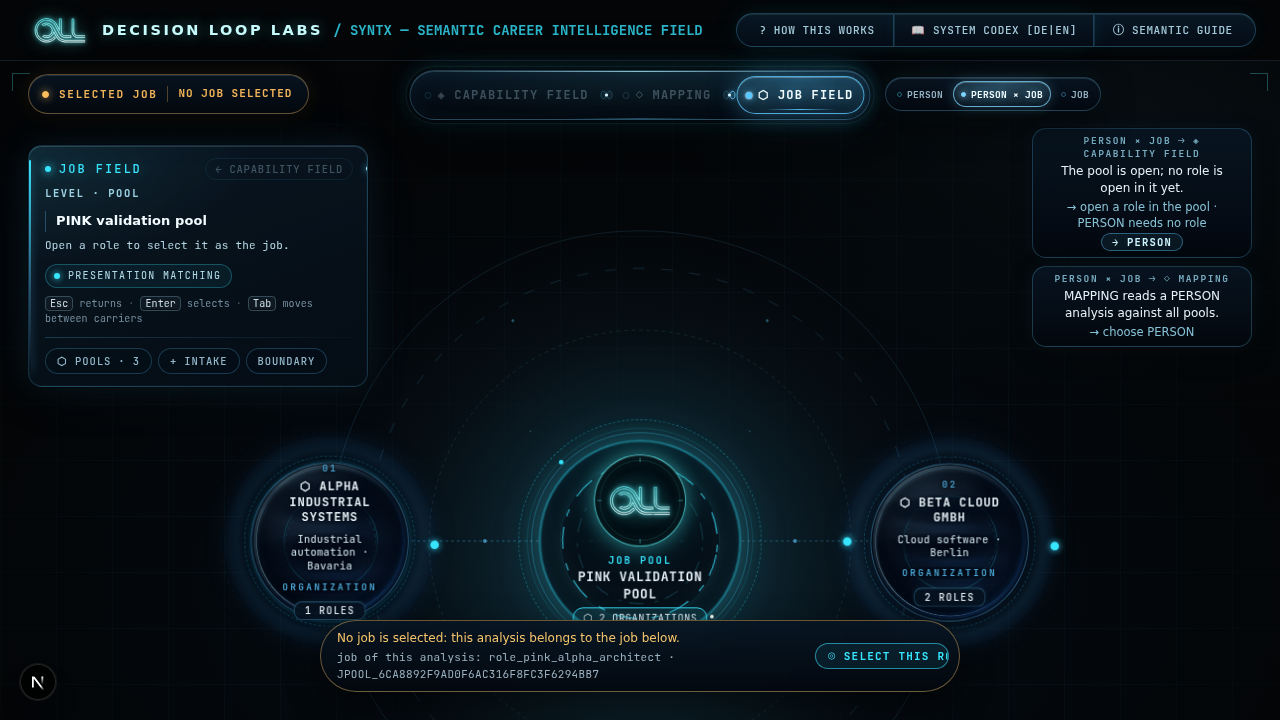 DLL DECISION LOOP LABS / SYNTX — SEMANTIC CAREER INTELLIGENCE FIELD
? HOW THIS WORKS
📖 SYSTEM CODEX [DE|EN]
ⓘ SEMANTIC GUIDE
SELECTED JOB | NO JOB SELECTED
◈ CAPABILITY FIELD
◇ MAPPING
⬡ JOB FIELD
PERSON
PERSON × JOB
JOB
JOB FIELD
← CAPABILITY FIELD
LEVEL · POOL
PINK validation pool
Open a role to select it as the job.
PRESENTATION MATCHING
Esc returns · Enter selects · Tab moves
between carriers
⬡ POOLS · 3
+ INTAKE
BOUNDARY
PERSON × JOB → ◈
CAPABILITY FIELD
The pool is open; no role is
open in it yet.
→ open a role in the pool ·
PERSON needs no role
→ PERSON
PERSON × JOB → ◇ MAPPING
MAPPING reads a PERSON
analysis against all pools.
→ choose PERSON
01
⬡ ALPHA
INDUSTRIAL
SYSTEMS
Industrial
automation ·
Bavaria
ORGANIZATION
1 ROLES
JOB POOL
PINK VALIDATION
POOL
⬡ 2 ORGANIZATIONS
02
⬡ BETA CLOUD
GMBH
Cloud software ·
Berlin
ORGANIZATION
2 ROLES
No job is selected: this analysis belongs to the job below.
job of this analysis: role_pink_alpha_architect ·
JPOOL_6CA8892F9AD0F6AC316F8FC3F6294BB7
◎ SELECT THIS
N